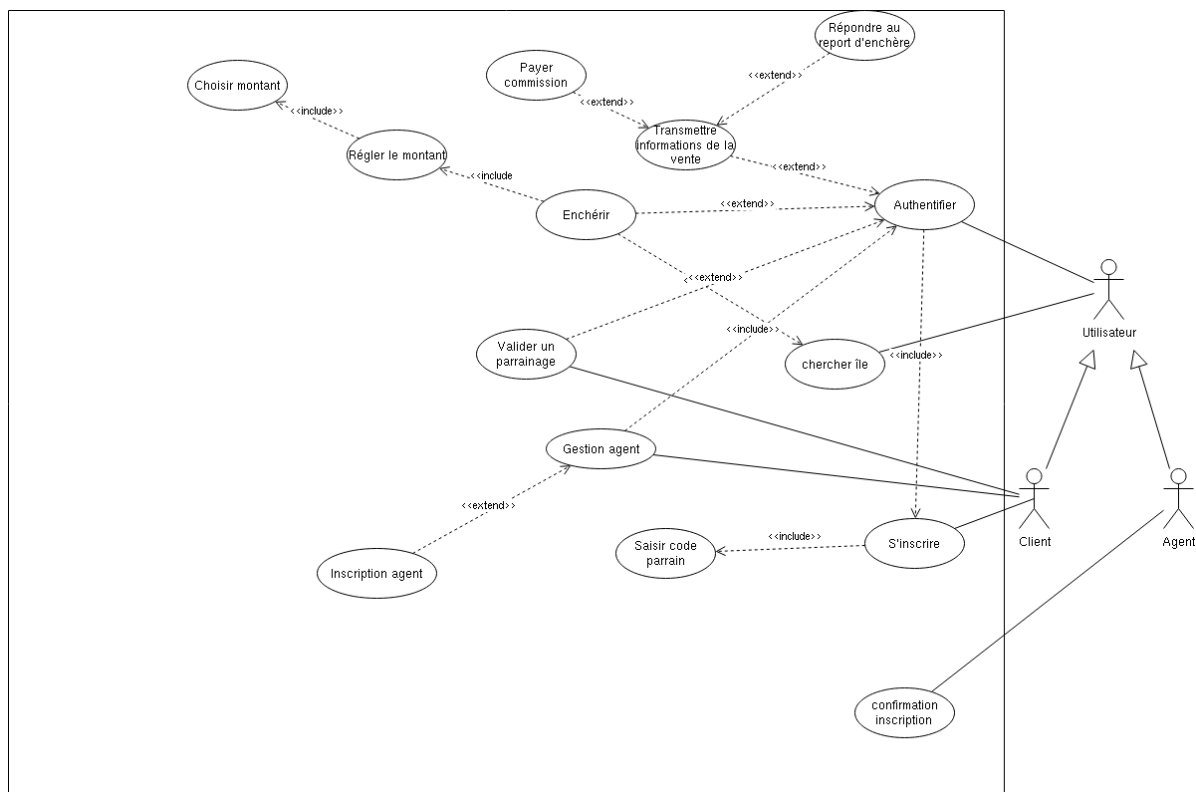 Répondre au
report d'enchère
Payer
commission
<<extend>>
Choisir montant
<<extend>>
<<include>>
Transmettre
informations de la
vente
Régler le montant
<<extend>>
<<include
Authentifier
<<extend>>
Enchérir
<<extend>>
Utilisateur
<<include>>
Valider un
parrainage
<<include>>
chercher île
Gestion agent
<<extend>>
<<include>>
S'inscrire
Client
Agent
Saisir code
parrain
Inscription agent
confirmation
inscription